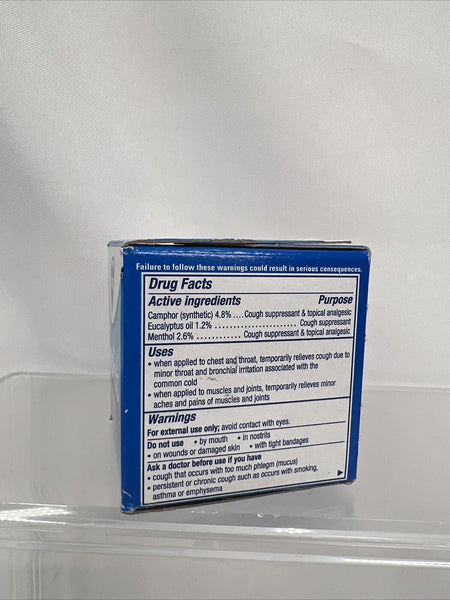 Failure to follow these warnings could result in serious consequences.
Drug Facts
Active ingredients Purpose
Camphor (synthetic) 4.8% ....Cough suppressant & topical analgesic
Eucalyptus oil 1.2% ........................ Cough suppressant
Menthol 2.6% ............ Cough suppressant & topical analgesic
Uses
• when applied to chest and throat, temporarily relieves cough due to
minor throat and bronchial irritation associated with the
common cold
• when applied to muscles and joints, temporarily relieves minor
aches and pains of muscles and joints
Warnings
For external use only; avoid contact with eyes.
Do not use • by mouth • in nostrils
• on wounds or damaged skin • with tight bandages
Ask a doctor before use if you have
• cough that occurs with too much phlegm (mucus)
• persistent or chronic cough such as occurs with smoking,
asthma or emphysema